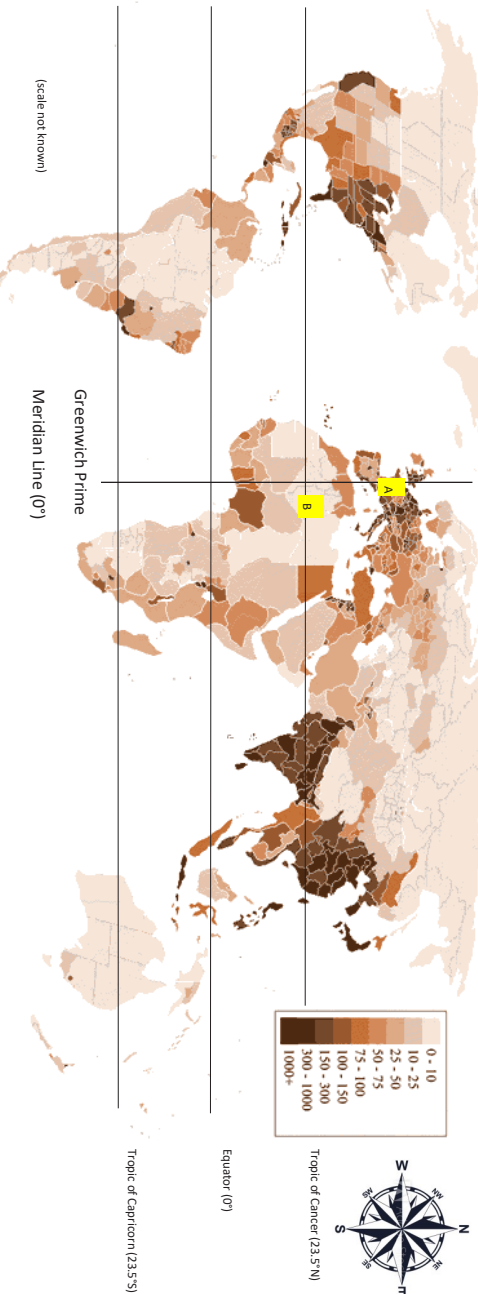 A
B
0 - 10
10 - 25
25 - 50
50 - 75
75 - 100
100 - 150
150 - 300
300 - 1000
1000+
N
NE
E
SE
S
SW
W
NW
Tropic of Cancer (23.5°N)
Equator (0°)
Tropic of Capricorn (23.5°S)
(scale not known)
Greenwich Prime
Meridian Line (0°)